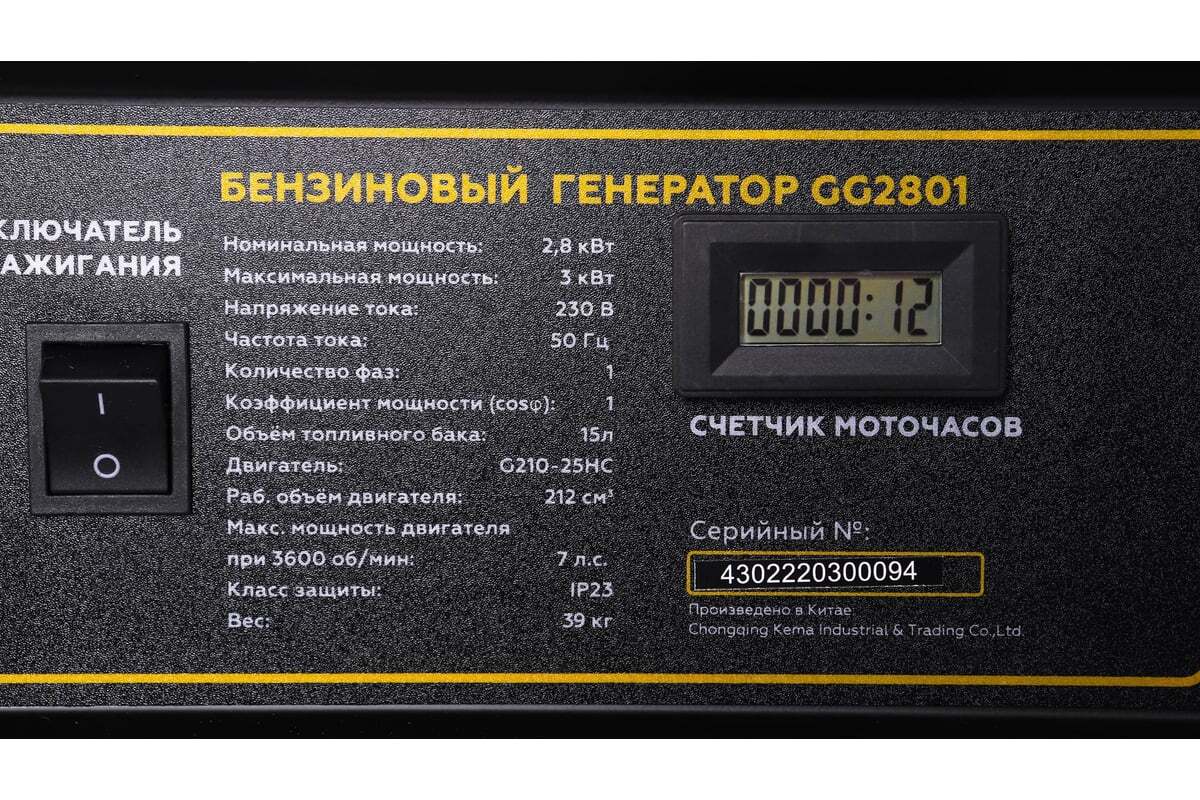 БЕНЗИНОВЫЙ ГЕНЕРАТОР GG2801
КЛЮЧАТЕЛЬ
АЖИГАНИЯ
I
O
Номинальная мощность: 2,8 кВт
Максимальная мощность: 3 кВт
Напряжение тока: 230 В
Частота тока: 50 Гц
Количество фаз: 1
Коэффициент мощности (cosφ): 1
Объём топливного бака: 15л
Двигатель: G210-25HC
Раб. объём двигателя: 212 см³
Макс. мощность двигателя
при 3600 об/мин: 7 л.с.
Класс защиты: IP23
Вес: 39 кг
0000:12
СЧЕТЧИК МОТОЧАСОВ
Серийный №:
4302220300094
Произведено в Китае:
Chongqing Kema Industrial & Trading Co.,Ltd.